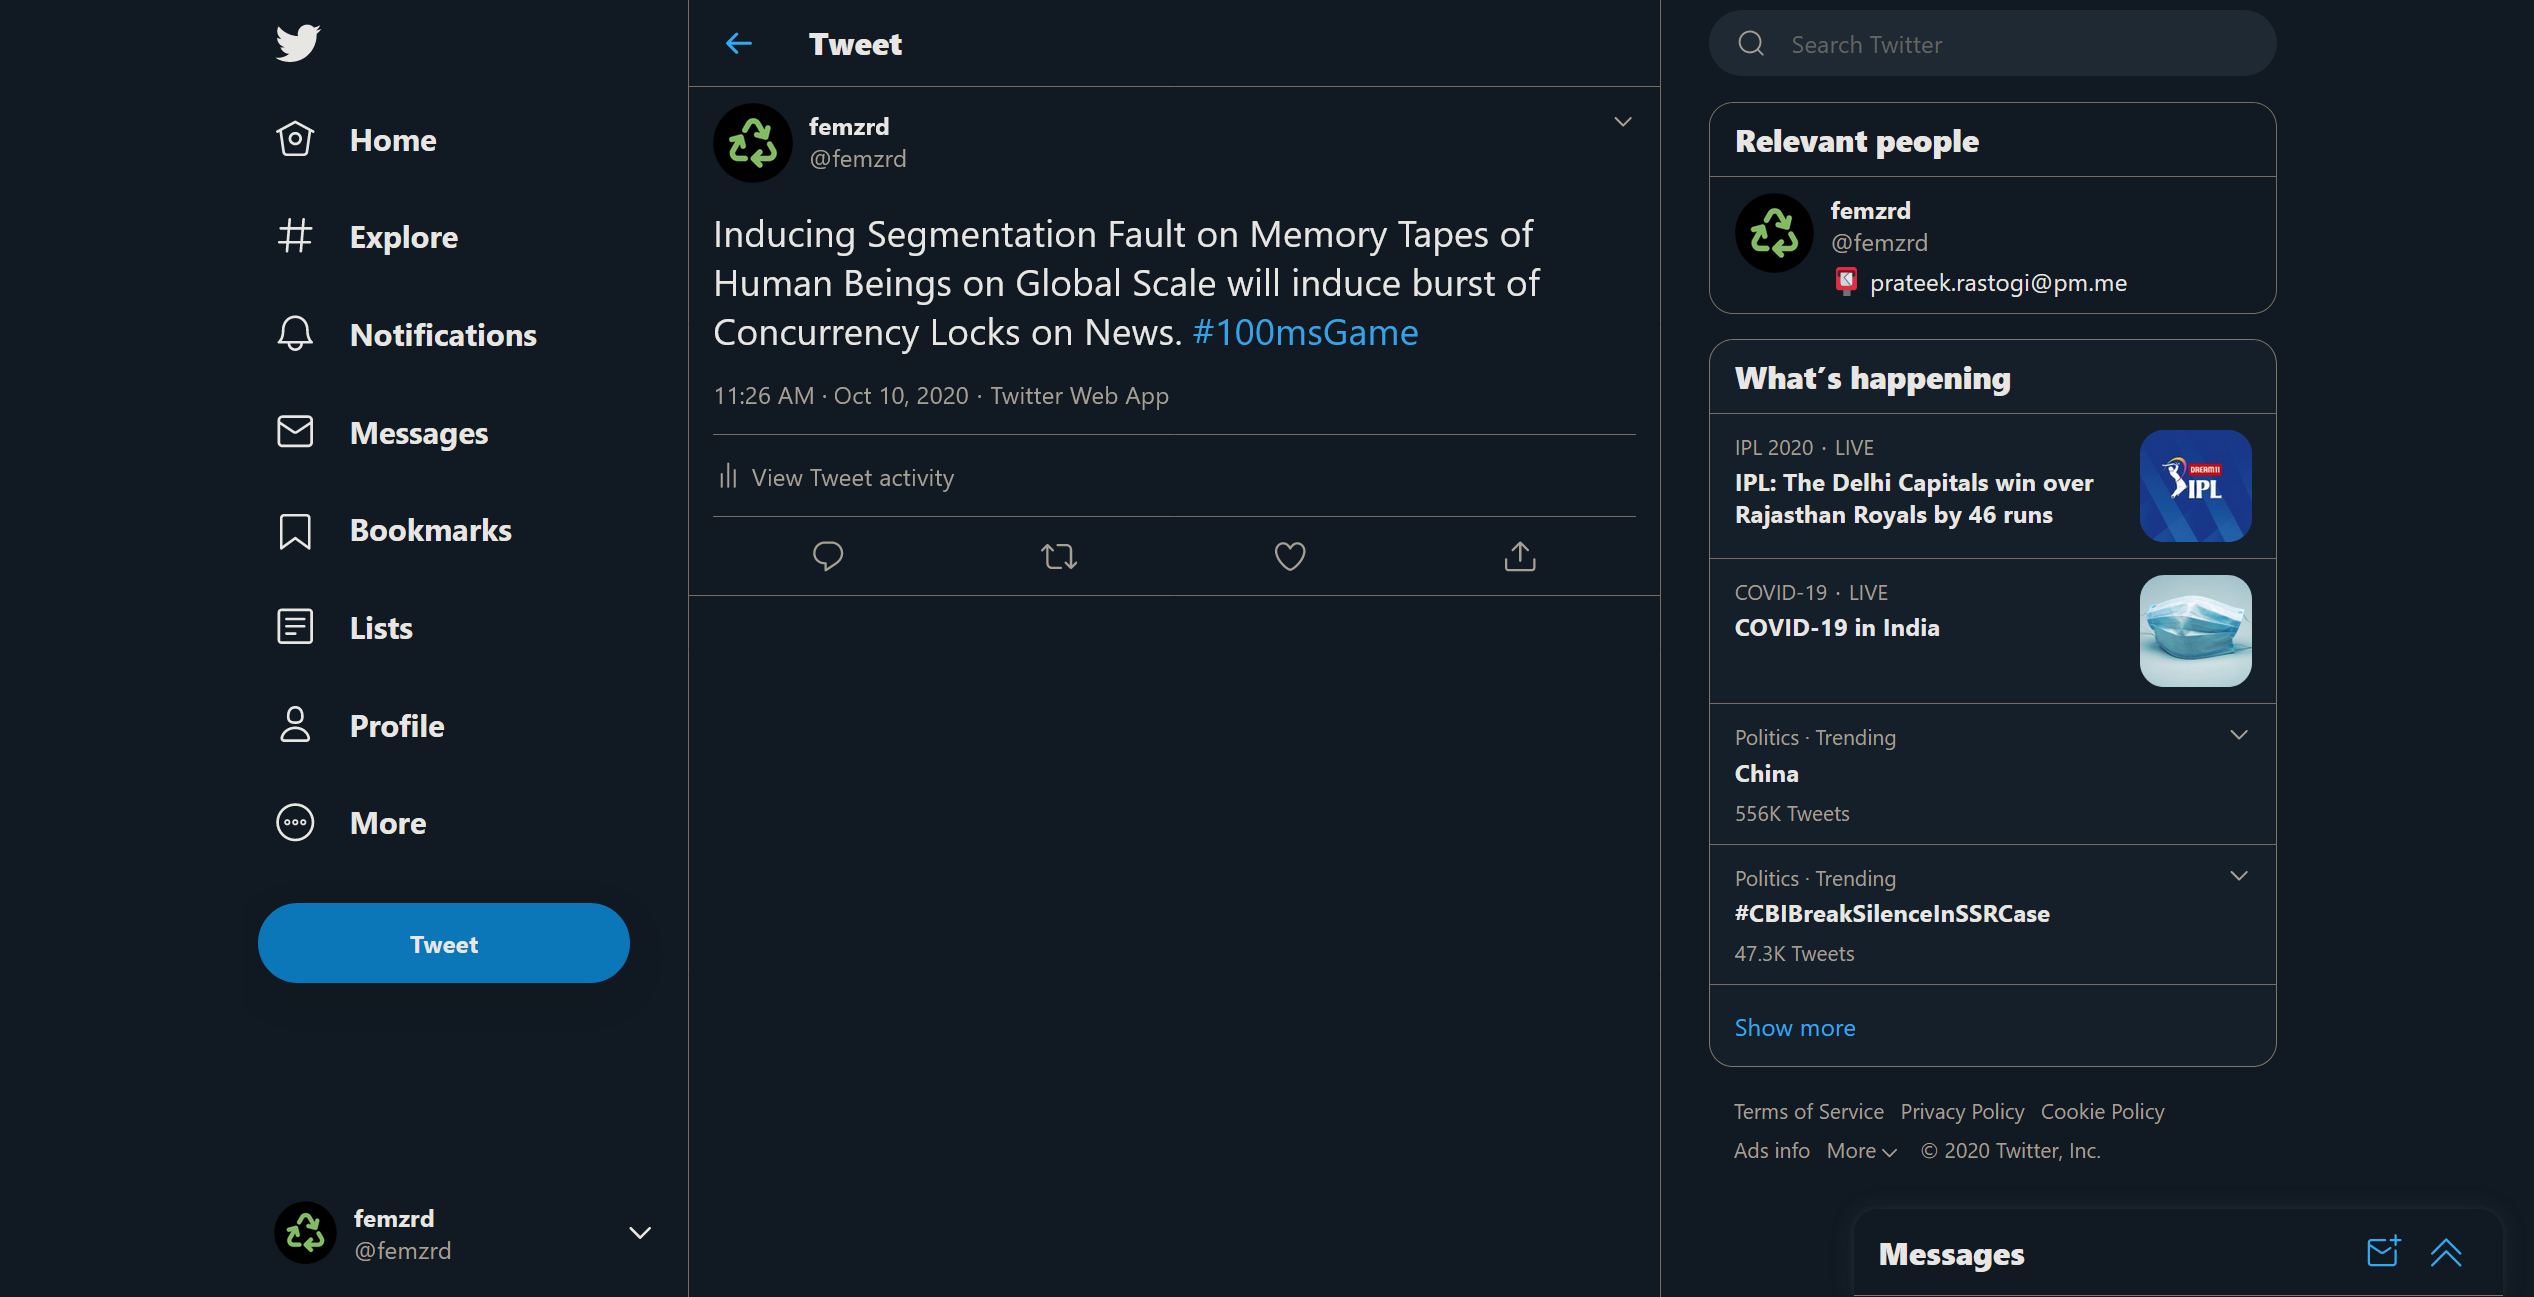 Home
Explore
Notifications
Messages
Bookmarks
Lists
Profile
More
Tweet
femzrd
@femzrd
Tweet
femzrd
@femzrd
Inducing Segmentation Fault on Memory Tapes of
Human Beings on Global Scale will induce burst of
Concurrency Locks on News. #100msGame
11:26 AM · Oct 10, 2020 · Twitter Web App
View Tweet activity
Search Twitter
Relevant people
femzrd
@femzrd
prateek.rastogi@pm.me
What's happening
IPL 2020 · LIVE
IPL: The Delhi Capitals win over
Rajasthan Royals by 46 runs
DREAM11
IPL
COVID-19 · LIVE
COVID-19 in India
Politics · Trending
China
556K Tweets
Politics · Trending
#CBIBreakSilenceInSSRCase
47.3K Tweets
Show more
Terms of Service Privacy Policy Cookie Policy
Ads info More © 2020 Twitter, Inc.
Messages